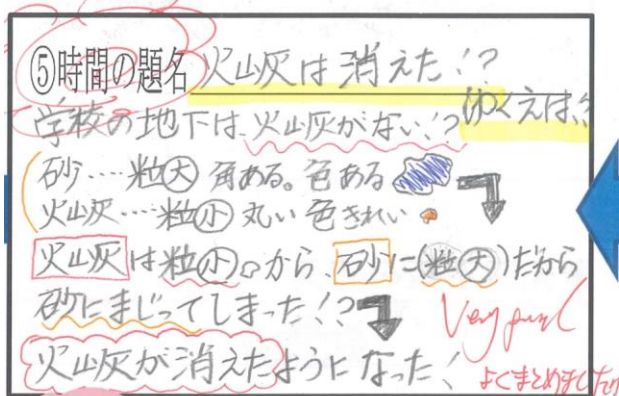 ⑤時間の題名 火山灰は消えた!?
ゆくえは!?
学校の地下は、火山灰がない!?
砂……粒大 角ある。色ある
火山灰…粒小 丸い 色きれい
火山灰は粒小。から、砂に(粒大)だから
砂にまじってしまった!?
火山灰が消えたようになった!
Very good
よくまとめました